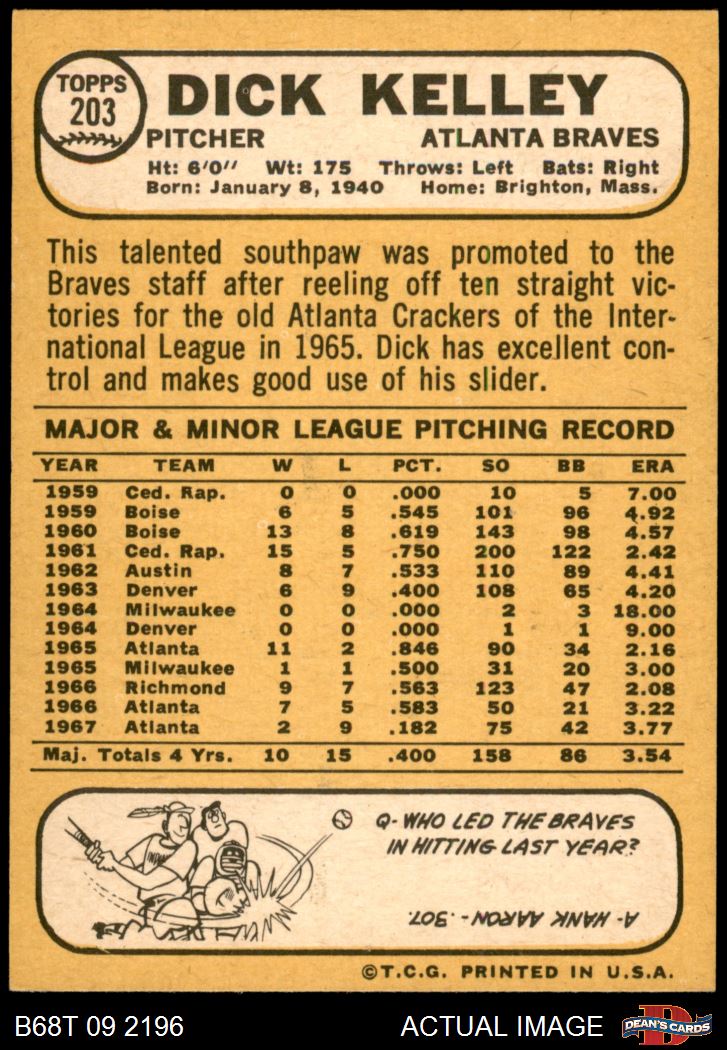 TOPPS
203
DICK KELLEY
PITCHER ATLANTA BRAVES
Ht: 6'0" Wt: 175 Throws: Left Bats: Right
Born: January 8, 1940 Home: Brighton, Mass.
This talented southpaw was promoted to the
Braves staff after reeling off ten straight vic-
tories for the old Atlanta Crackers of the Inter-
national League in 1965. Dick has excellent con-
trol and makes good use of his slider.
MAJOR & MINOR LEAGUE PITCHING RECORD
YEAR TEAM W L PCT. SO BB ERA
1959 Ced. Rap. 0 0 .000 10 5 7.00
1959 Boise 6 5 .545 101 96 4.92
1960 Boise 13 8 .619 143 98 4.57
1961 Ced. Rap. 15 5 .750 200 122 2.42
1962 Austin 8 7 .533 110 89 4.41
1963 Denver 6 9 .400 108 65 4.20
1964 Milwaukee 0 0 .000 2 3 18.00
1964 Denver 0 0 .000 1 1 9.00
1965 Atlanta 11 2 .846 90 34 2.16
1965 Milwaukee 1 1 .500 31 20 3.00
1966 Richmond 9 7 .563 123 47 2.08
1966 Atlanta 7 5 .583 50 21 3.22
1967 Atlanta 2 9 .182 75 42 3.77
Maj. Totals 4 Yrs. 10 15 .400 158 86 3.54
Q- WHO LED THE BRAVES
IN HITTING LAST YEAR?
A- HANK AARON - .307.
©T.C.G. PRINTED IN U.S.A.
B68T 09 2196 ACTUAL IMAGE
D
DEAN'S CARDS